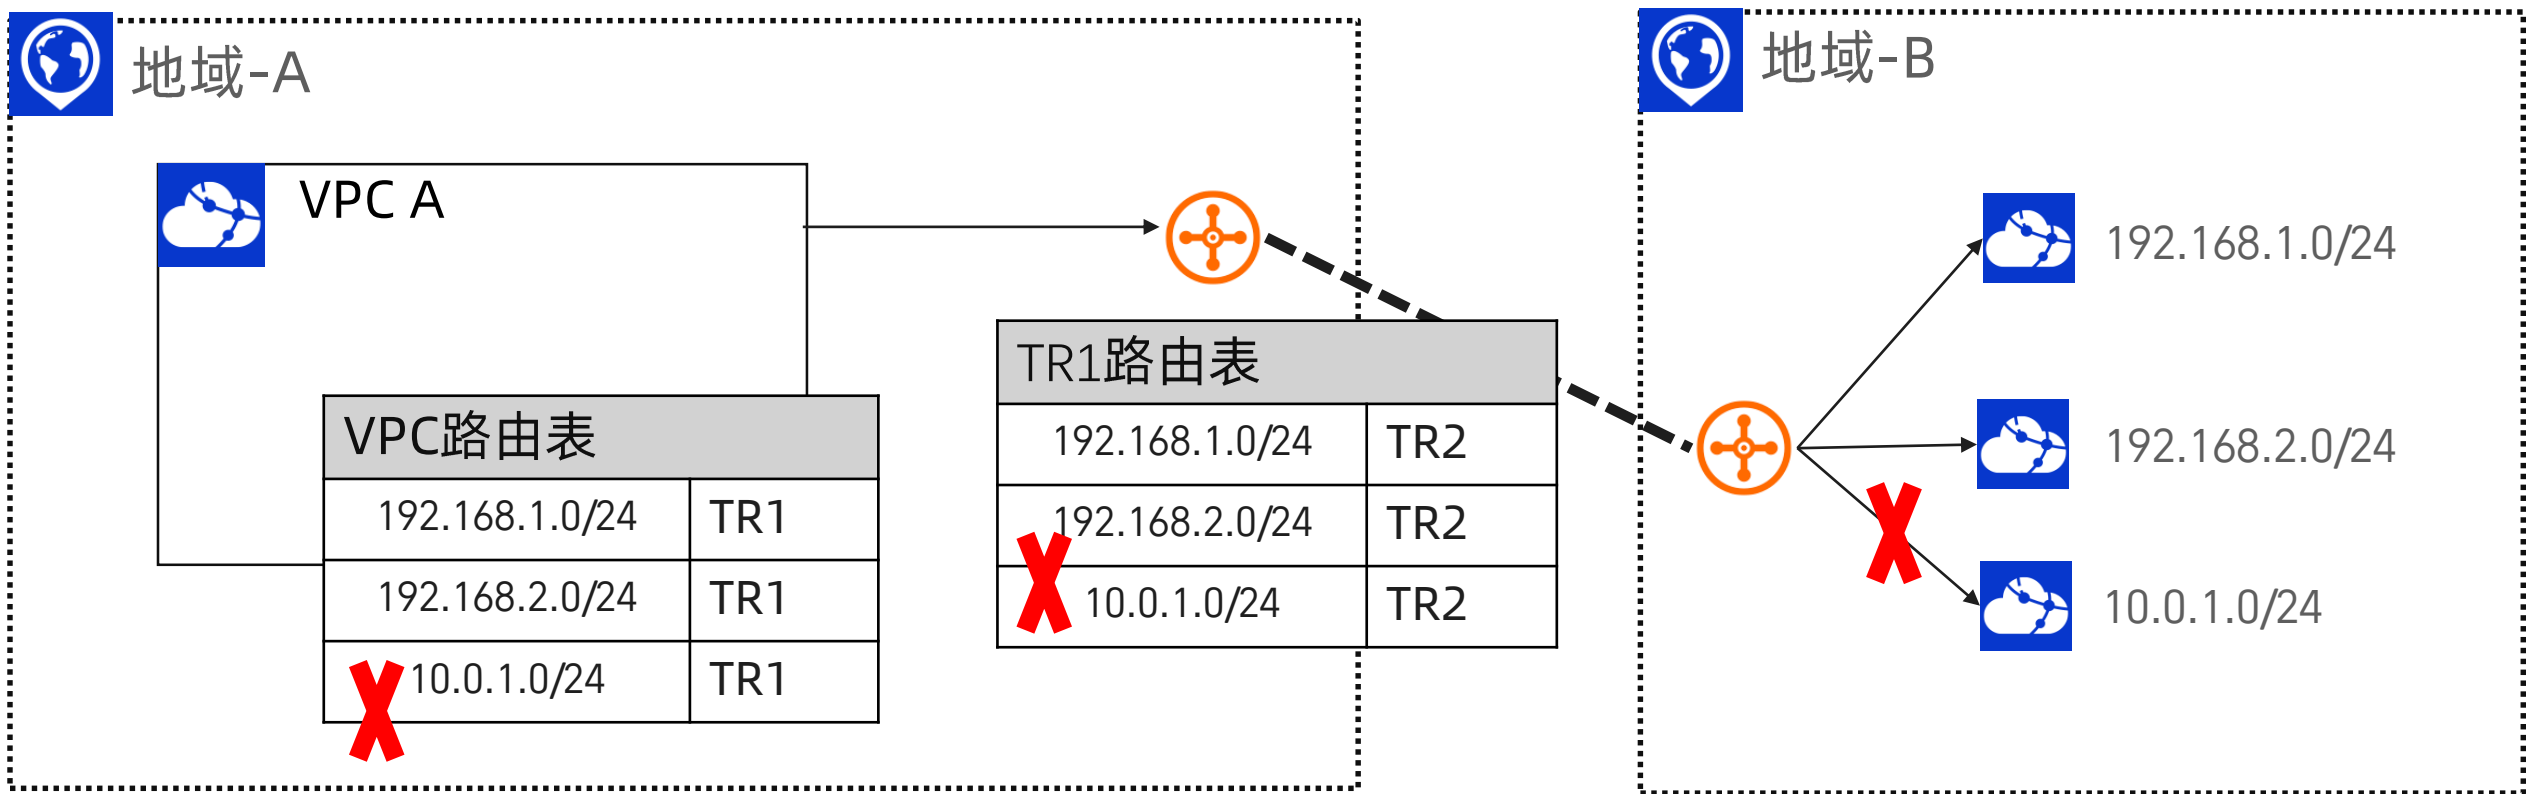 地域-A
VPC A
VPC路由表
192.168.1.0/24 TR1
192.168.2.0/24 TR1
10.0.1.0/24 TR1
TR1路由表
192.168.1.0/24 TR2
192.168.2.0/24 TR2
10.0.1.0/24 TR2
地域-B
192.168.1.0/24
192.168.2.0/24
10.0.1.0/24